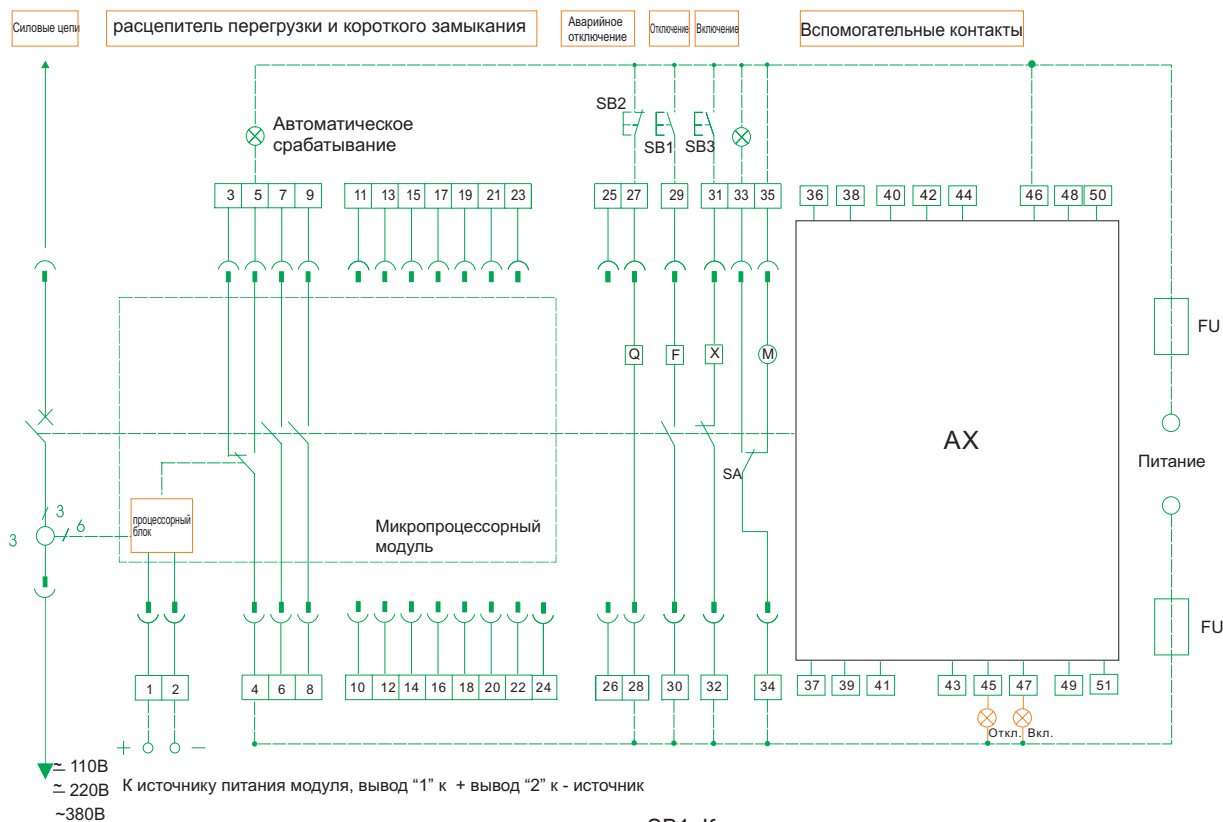 Силовые цепи
расцепитель перегрузки и короткого замыкания
Аварийное
отключение
Отключение
Включение
Вспомогательные контакты
Автоматическое
срабатывание
SB2
SB1
SB3
3 5 7 9 11 13 15 17 19 21 23 25 27 29 31 33 35
36 38 40 42 44 46 48 50
FU
Q F X M
AX
Питание
SA
3
3 6
процессорный
блок
Микропроцессорный
модуль
FU
1 2 4 6 8 10 12 14 16 18 20 22 24 26 28 30 32 34
37 39 41 43 45 47 49 51
Откл. Вкл.
+ –
~ 110В
~ 220В
~380В
К источнику питания модуля, вывод “1” к + вывод “2” к - источник